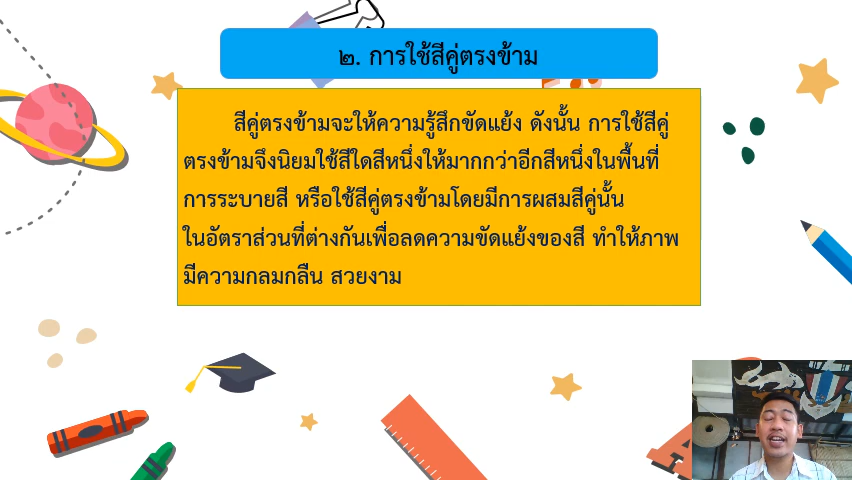 ๒. การใช้สีคู่ตรงข้าม
สีคู่ตรงข้ามจะให้ความรู้สึกขัดแย้ง ดังนั้น การใช้สีคู่
ตรงข้ามจึงนิยมใช้สีใดสีหนึ่งให้มากกว่าอีกสีหนึ่งในพื้นที่
การระบายสี หรือใช้สีคู่ตรงข้ามโดยมีการผสมสีคู่นั้น
ในอัตราส่วนที่ต่างกันเพื่อลดความขัดแย้งของสี ทำให้ภาพ
มีความกลมกลืน สวยงาม
A